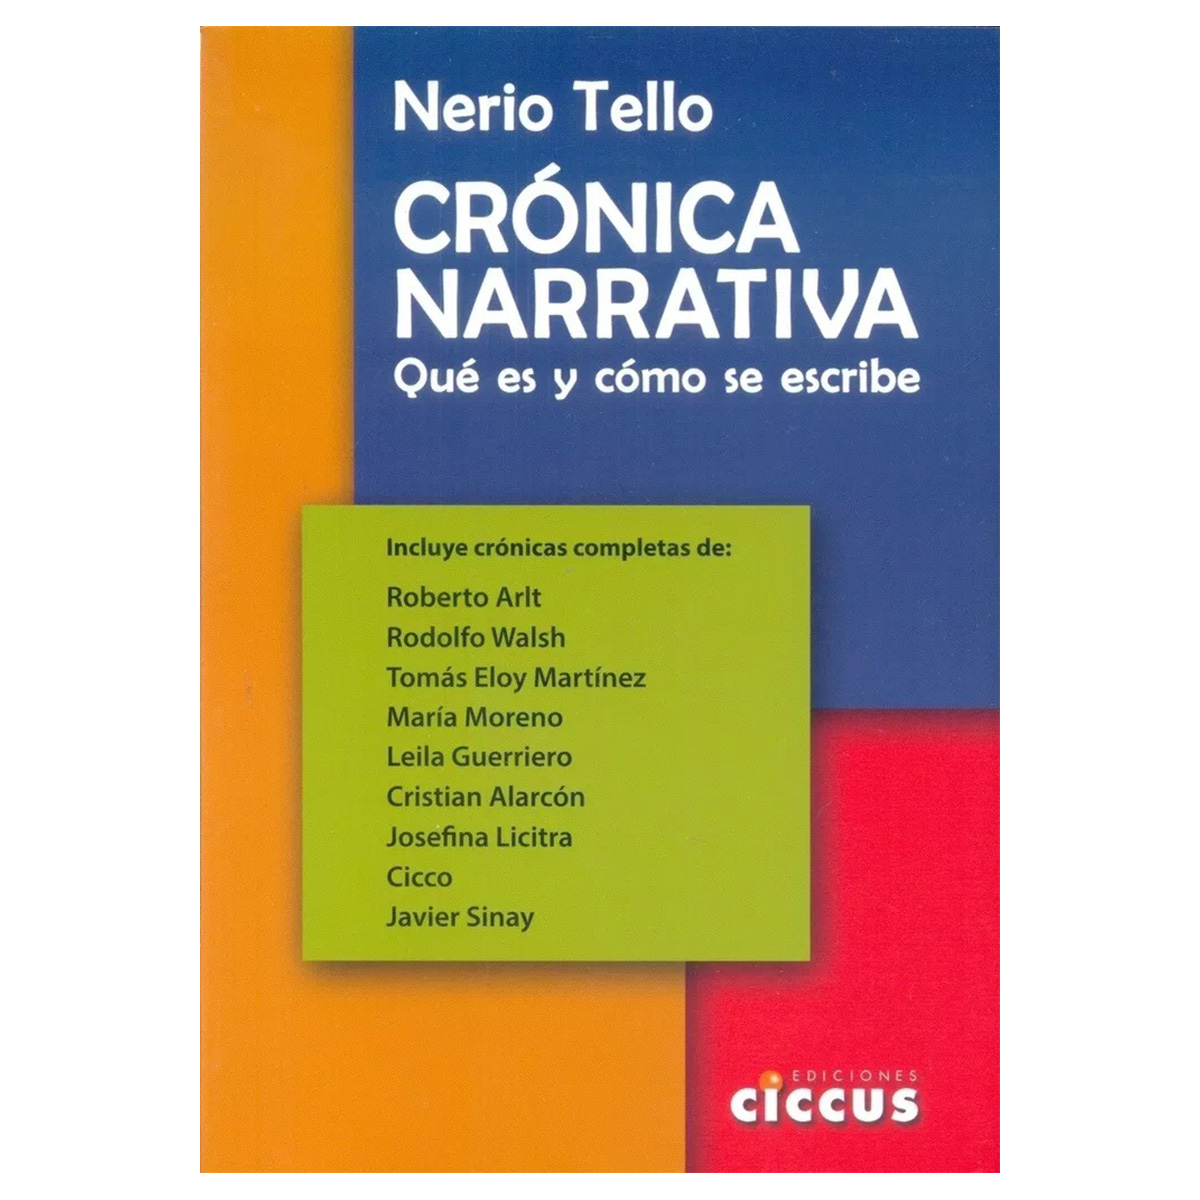 Nerio Tello
CRÓNICA
NARRATIVA
Qué es y cómo se escribe
Incluye crónicas completas de:
Roberto Arlt
Rodolfo Walsh
Tomás Eloy Martínez
María Moreno
Leila Guerriero
Cristian Alarcón
Josefina Licitra
Cicco
Javier Sinay
EDICIONES
CICCUS